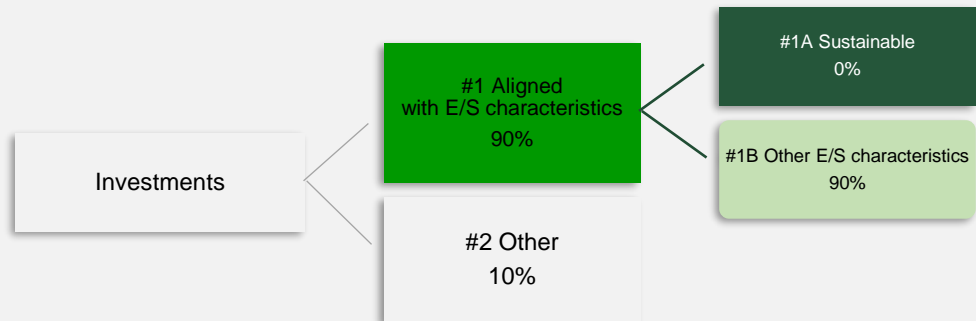 Investments
#1 Aligned
with E/S characteristics
90%
#2 Other
10%
#1A Sustainable
0%
#1B Other E/S characteristics
90%